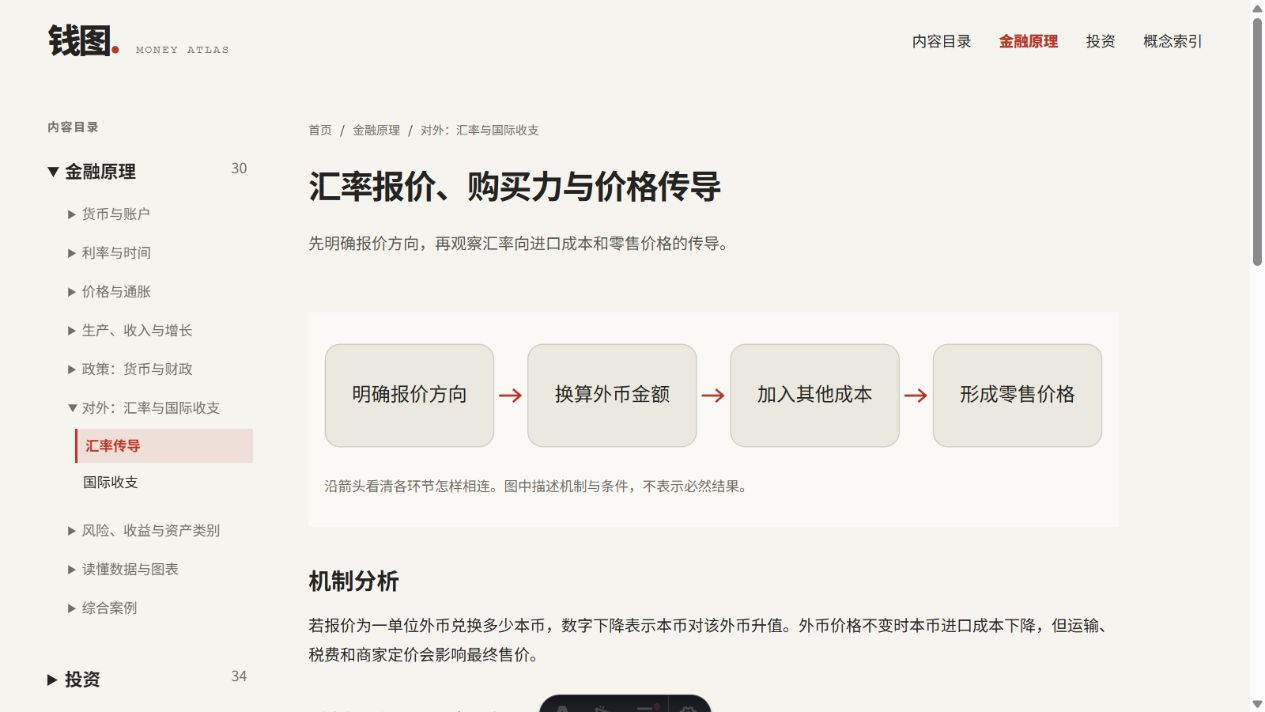 钱图. MONEY ATLAS
内容目录 金融原理 投资 概念索引
内容目录
▼ 金融原理 30
▶ 货币与账户
▶ 利率与时间
▶ 价格与通胀
▶ 生产、收入与增长
▶ 政策：货币与财政
▼ 对外：汇率与国际收支
汇率传导
国际收支
▶ 风险、收益与资产类别
▶ 读懂数据与图表
▶ 综合案例
▶ 投资 34
首页 / 金融原理 / 对外：汇率与国际收支
汇率报价、购买力与价格传导
先明确报价方向，再观察汇率向进口成本和零售价格的传导。
明确报价方向 → 换算外币金额 → 加入其他成本 → 形成零售价格
沿箭头看清各环节怎样相连。图中描述机制与条件，不表示必然结果。
机制分析
若报价为一单位外币兑换多少本币，数字下降表示本币对该外币升值。外币价格不变时本币进口成本下降，但运输、
税费和商家定价会影响最终售价。